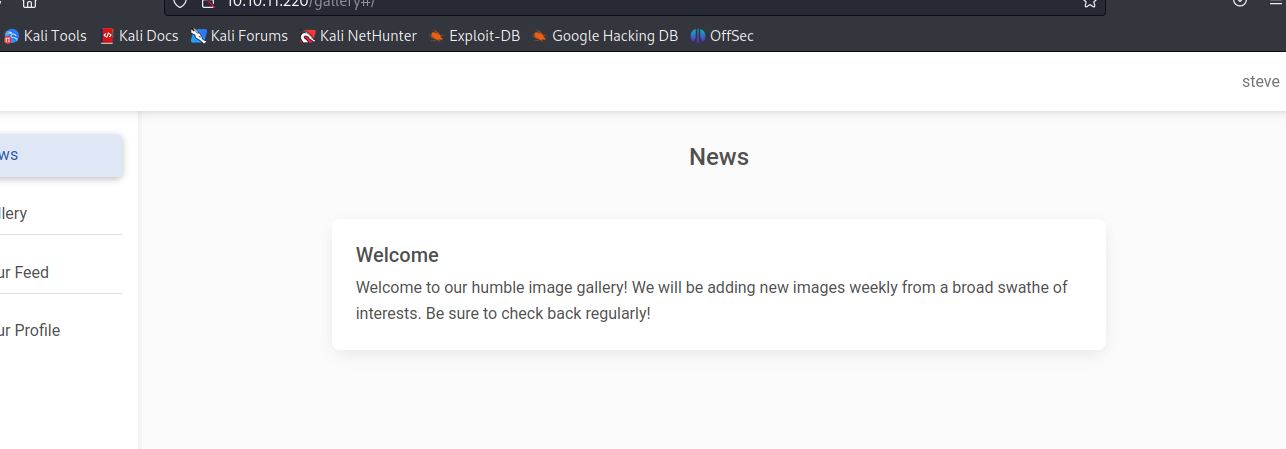 10.10.11.220/gallery#/
Kali Tools Kali Docs Kali Forums Kali NetHunter Exploit-DB Google Hacking DB OffSec
steve
ws
News
llery
Welcome
ur Feed
Welcome to our humble image gallery! We will be adding new images weekly from a broad swathe of
interests. Be sure to check back regularly!
ur Profile